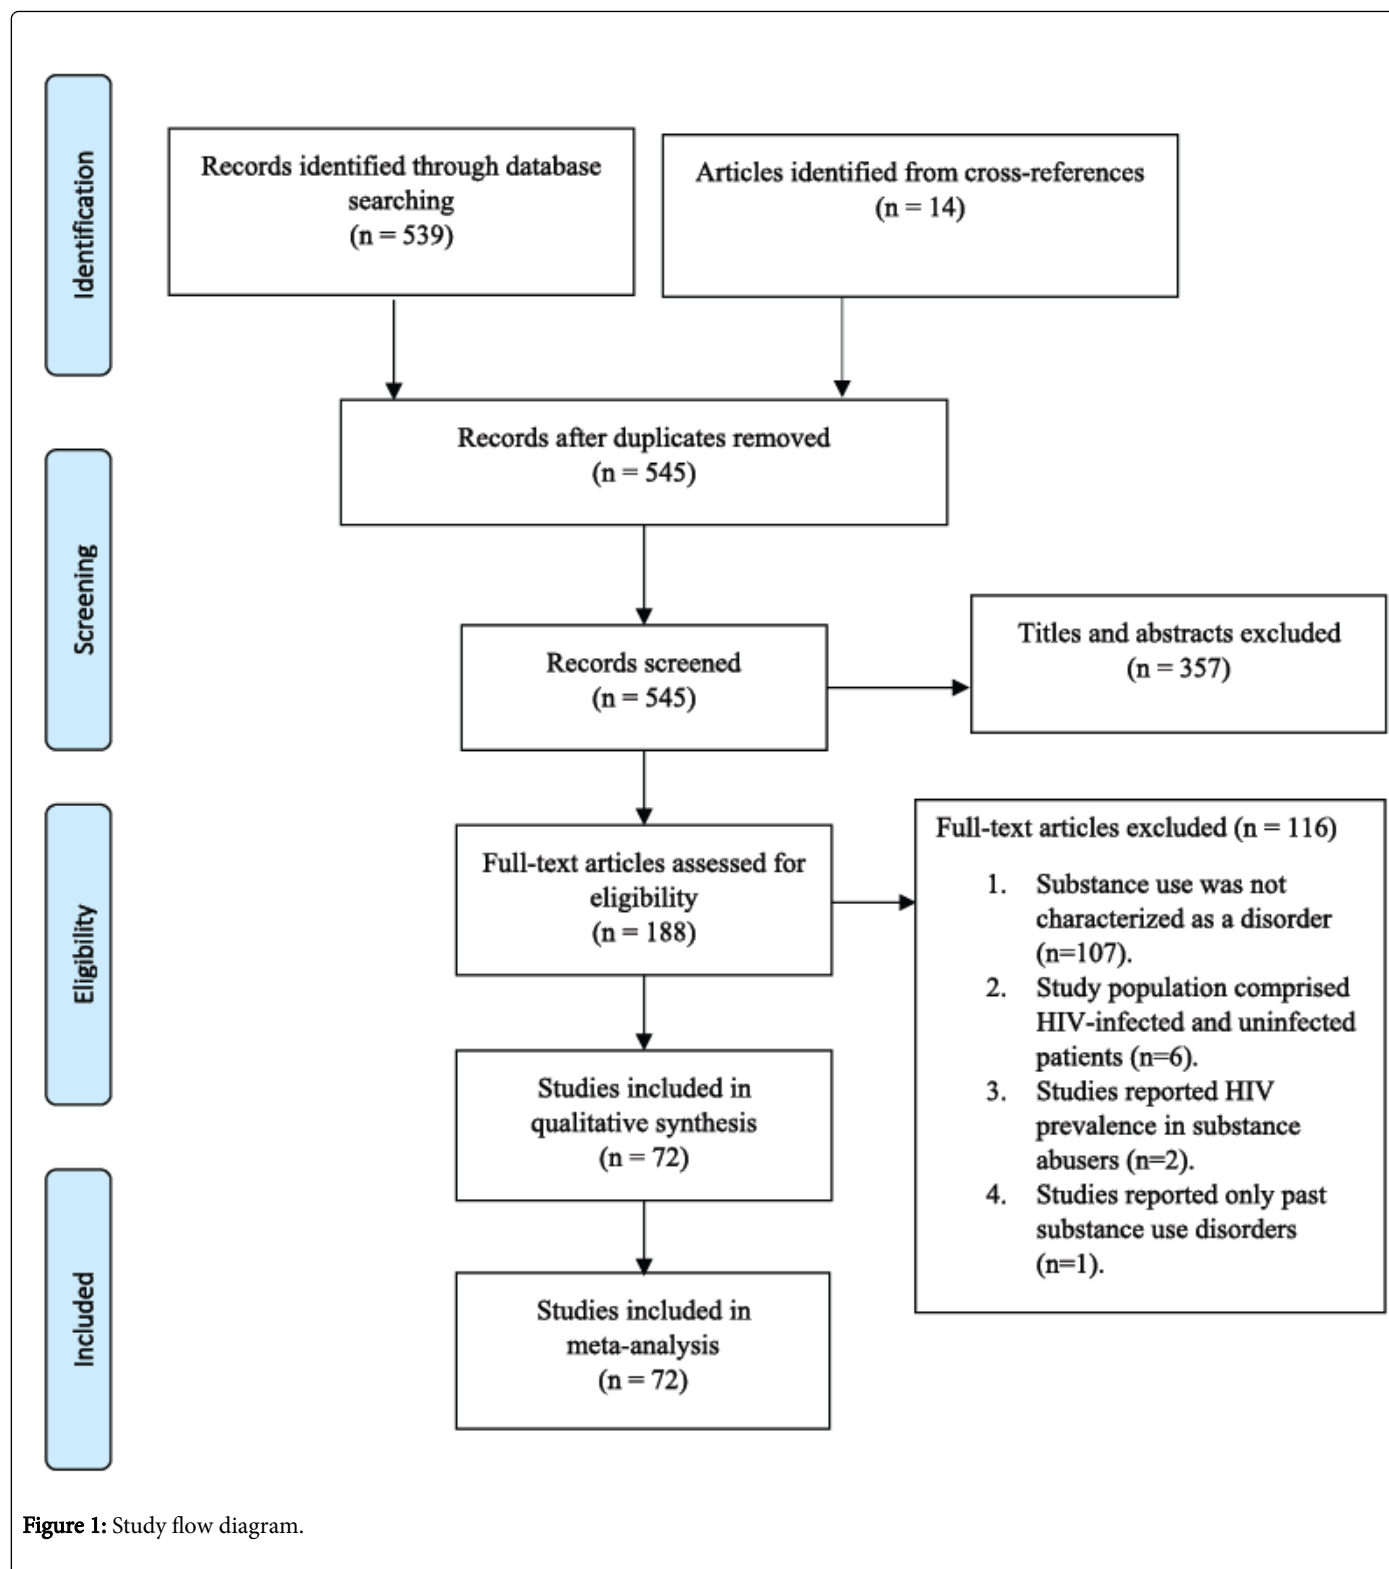 Identification
Records identified through database
searching
(n = 539)
Articles identified from cross-references
(n = 14)
Records after duplicates removed
(n = 545)
Screening
Records screened
(n = 545)
Titles and abstracts excluded
(n = 357)
Eligibility
Full-text articles assessed for
eligibility
(n = 188)
Full-text articles excluded (n = 116)
1. Substance use was not
characterized as a disorder
(n=107).
2. Study population comprised
HIV-infected and uninfected
patients (n=6).
3. Studies reported HIV
prevalence in substance
abusers (n=2).
4. Studies reported only past
substance use disorders
(n=1).
Studies included in
qualitative synthesis
(n = 72)
Included
Studies included in
meta-analysis
(n = 72)
Figure 1: Study flow diagram.